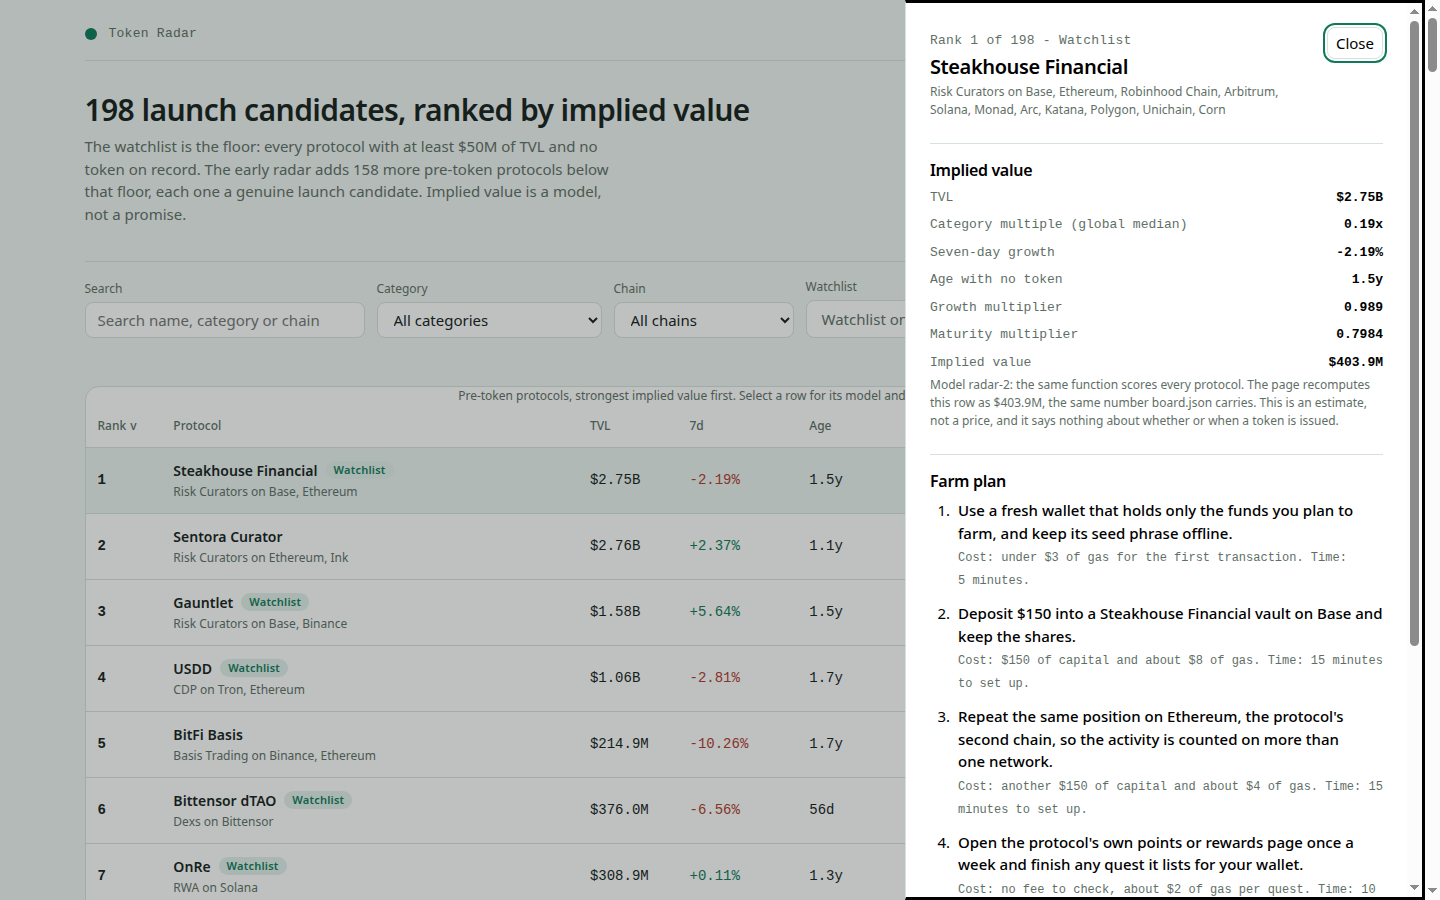 Token Radar
198 launch candidates, ranked by implied value
The watchlist is the floor: every protocol with at least $50M of TVL and no
token on record. The early radar adds 158 more pre-token protocols below
that floor, each one a genuine launch candidate. Implied value is a model,
not a promise.
Search
Category
Chain
Watchlist
Search name, category or chain
All categories
All chains
Watchlist on
Pre-token protocols, strongest implied value first. Select a row for its model and
Rank v
Protocol
TVL
7d
Age
1
Steakhouse Financial
Watchlist
Risk Curators on Base, Ethereum
$2.75B
-2.19%
1.5y
2
Sentora Curator
Risk Curators on Ethereum, Ink
$2.76B
+2.37%
1.1y
3
Gauntlet
Watchlist
Risk Curators on Base, Binance
$1.58B
+5.64%
1.5y
4
USDD
Watchlist
CDP on Tron, Ethereum
$1.06B
-2.81%
1.7y
5
BitFi Basis
Basis Trading on Binance, Ethereum
$214.9M
-10.26%
1.7y
6
Bittensor dTAO
Watchlist
Dexs on Bittensor
$376.0M
-6.56%
56d
7
OnRe
Watchlist
RWA on Solana
$308.9M
+0.11%
1.3y
Rank 1 of 198 - Watchlist
Close
Steakhouse Financial
Risk Curators on Base, Ethereum, Robinhood Chain, Arbitrum,
Solana, Monad, Arc, Katana, Polygon, Unichain, Corn
Implied value
TVL
$2.75B
Category multiple (global median)
0.19x
Seven-day growth
-2.19%
Age with no token
1.5y
Growth multiplier
0.989
Maturity multiplier
0.7984
Implied value
$403.9M
Model radar-2: the same function scores every protocol. The page recomputes
this row as $403.9M, the same number board.json carries. This is an estimate,
not a price, and it says nothing about whether or when a token is issued.
Farm plan
1. Use a fresh wallet that holds only the funds you plan to
farm, and keep its seed phrase offline.
Cost: under $3 of gas for the first transaction. Time:
5 minutes.
2. Deposit $150 into a Steakhouse Financial vault on Base and
keep the shares.
Cost: $150 of capital and about $8 of gas. Time: 15 minutes
to set up.
3. Repeat the same position on Ethereum, the protocol's
second chain, so the activity is counted on more than
one network.
Cost: another $150 of capital and about $4 of gas. Time: 15
minutes to set up.
4. Open the protocol's own points or rewards page once a
week and finish any quest it lists for your wallet.
Cost: no fee to check, about $2 of gas per quest. Time: 10